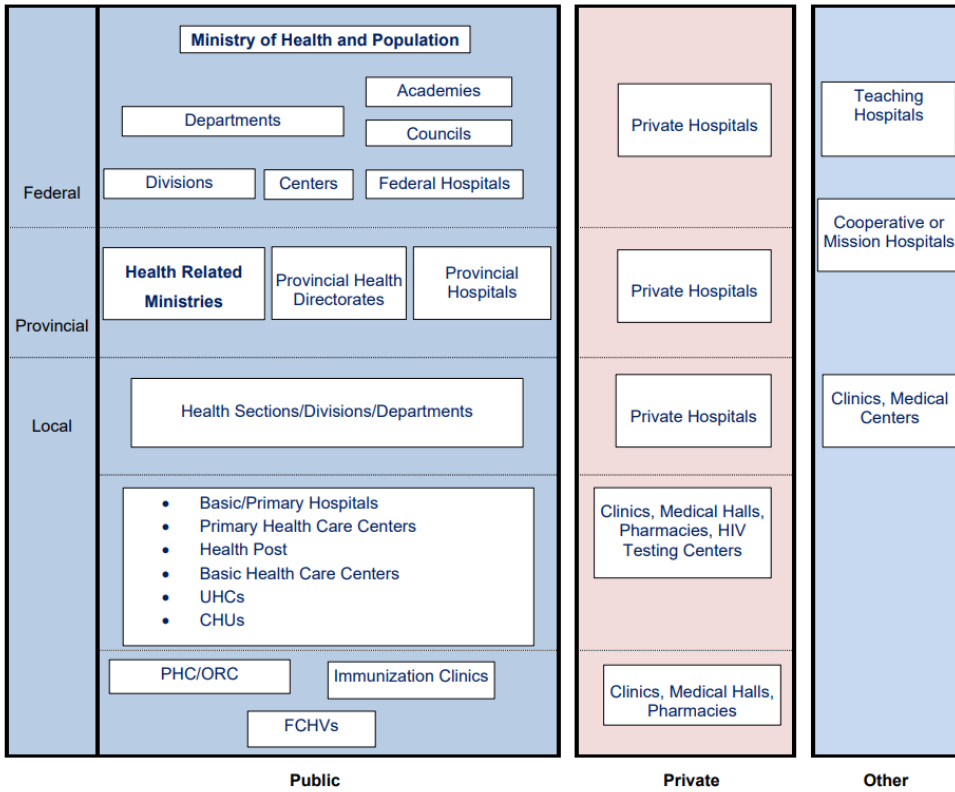 Ministry of Health and Population
Academies
Departments
Councils
Divisions
Centers
Federal Hospitals
Federal
Private Hospitals
Teaching
Hospitals
Cooperative or
Mission Hospitals
Health Related
Ministries
Provincial Health
Directorates
Provincial
Hospitals
Provincial
Private Hospitals
Health Sections/Divisions/Departments
Local
Private Hospitals
Clinics, Medical
Centers
• Basic/Primary Hospitals
• Primary Health Care Centers
• Health Post
• Basic Health Care Centers
• UHCs
• CHUs
Clinics, Medical Halls,
Pharmacies, HIV
Testing Centers
PHC/ORC
Immunization Clinics
FCHVs
Clinics, Medical Halls,
Pharmacies
Public
Private
Other